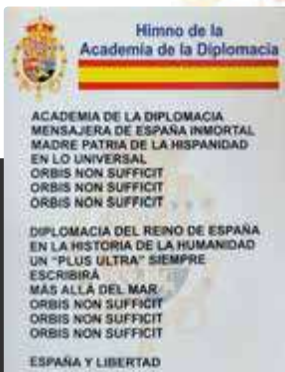 Himno de la
Academia de la Diplomacia
ACADEMIA DE LA DIPLOMACIA
MENSAJERA DE ESPAÑA INMORTAL
MADRE PATRIA DE LA HISPANIDAD
EN LO UNIVERSAL
ORBIS NON SUFFICIT
ORBIS NON SUFFICIT
ORBIS NON SUFFICIT
DIPLOMACIA DEL REINO DE ESPAÑA
EN LA HISTORIA DE LA HUMANIDAD
UN "PLUS ULTRA" SIEMPRE
ESCRIBIRÁ
MÁS ALLÁ DEL MAR
ORBIS NON SUFFICIT
ORBIS NON SUFFICIT
ORBIS NON SUFFICIT
ESPAÑA Y LIBERTAD